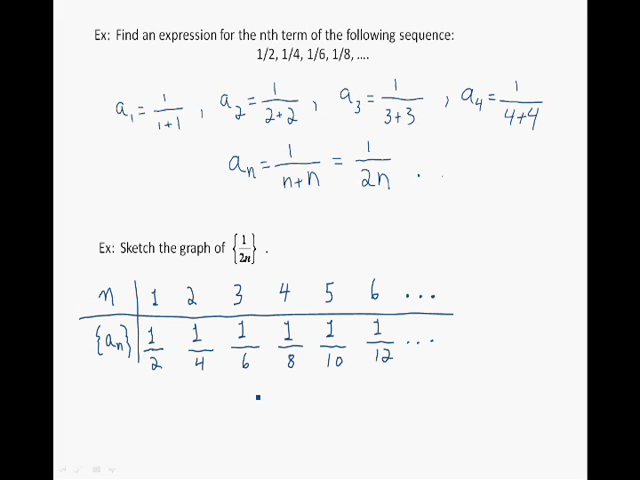 Ex: Find an expression for the nth term of the following sequence:
1/2, 1/4, 1/6, 1/8, ....
a₁ = 1/(1+1) , a₂ = 1/(2+2) , a₃ = 1/(3+3) , a₄ = 1/(4+4)
aₙ = 1/(n+n) = 1/(2n) .
Ex: Sketch the graph of {1/(2n)} .
n | 1 2 3 4 5 6 ...
{aₙ} | 1/2 1/4 1/6 1/8 1/10 1/12 ...